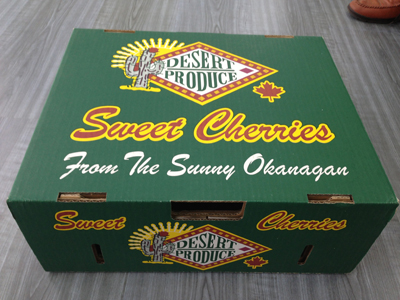 DESERT
PRODUCE
Sweet Cherries
From The Sunny Okanagan
Sweet Cherries
DESERT
PRODUCE